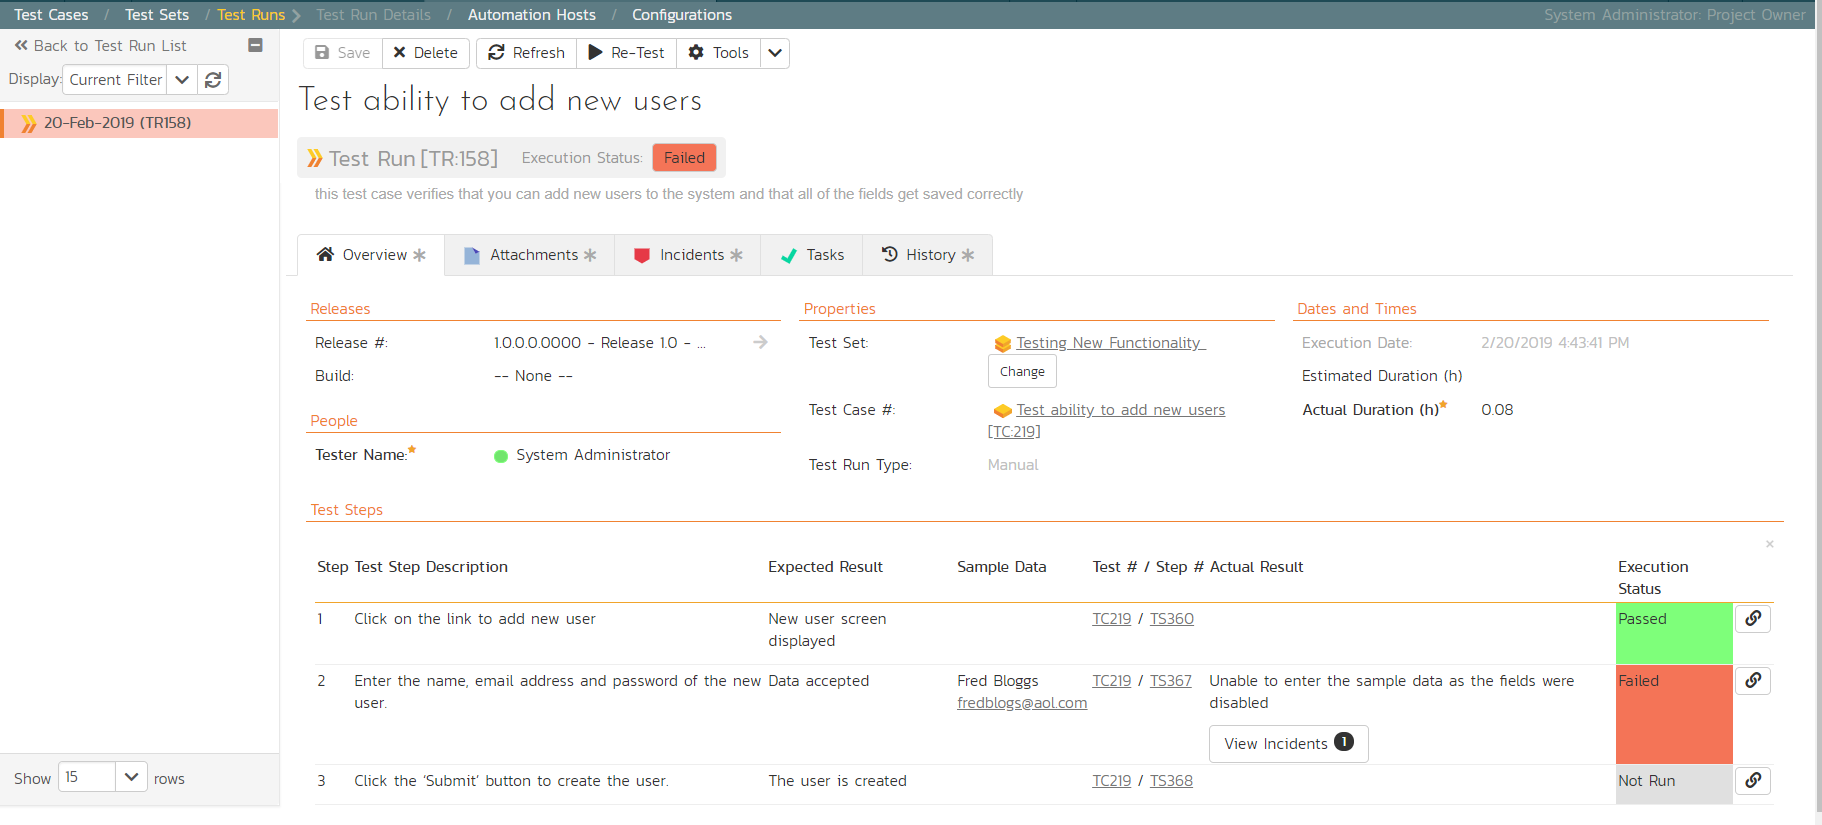 Test Cases / Test Sets / Test Runs Test Run Details / Automation Hosts / Configurations System Administrator: Project Owner
Back to Test Run List
Display: Current Filter
20-Feb-2019 (TR158)
Show 15 rows
Save Delete Refresh Re-Test Tools
Test ability to add new users
Test Run [TR:158] Execution Status: Failed
this test case verifies that you can add new users to the system and that all of the fields get saved correctly
Overview Attachments Incidents Tasks History
Releases
Release #: 1.0.0.0.0000 - Release 1.0 - ...
Build: -- None --
People
Tester Name: System Administrator
Properties
Test Set: Testing New Functionality
Change
Test Case #: Test ability to add new users
[TC:219]
Test Run Type: Manual
Dates and Times
Execution Date: 2/20/2019 4:43:41 PM
Estimated Duration (h)
Actual Duration (h) 0.08
Test Steps
×
Step Test Step Description Expected Result Sample Data Test # / Step # Actual Result Execution
Status
1 Click on the link to add new user New user screen TC219 / TS360 Passed
displayed
2 Enter the name, email address and password of the new Data accepted Fred Bloggs TC219 / TS367 Unable to enter the sample data as the fields were Failed
user. fredblogs@aol.com disabled
View Incidents 1
3 Click the ‘Submit’ button to create the user. The user is created TC219 / TS368 Not Run